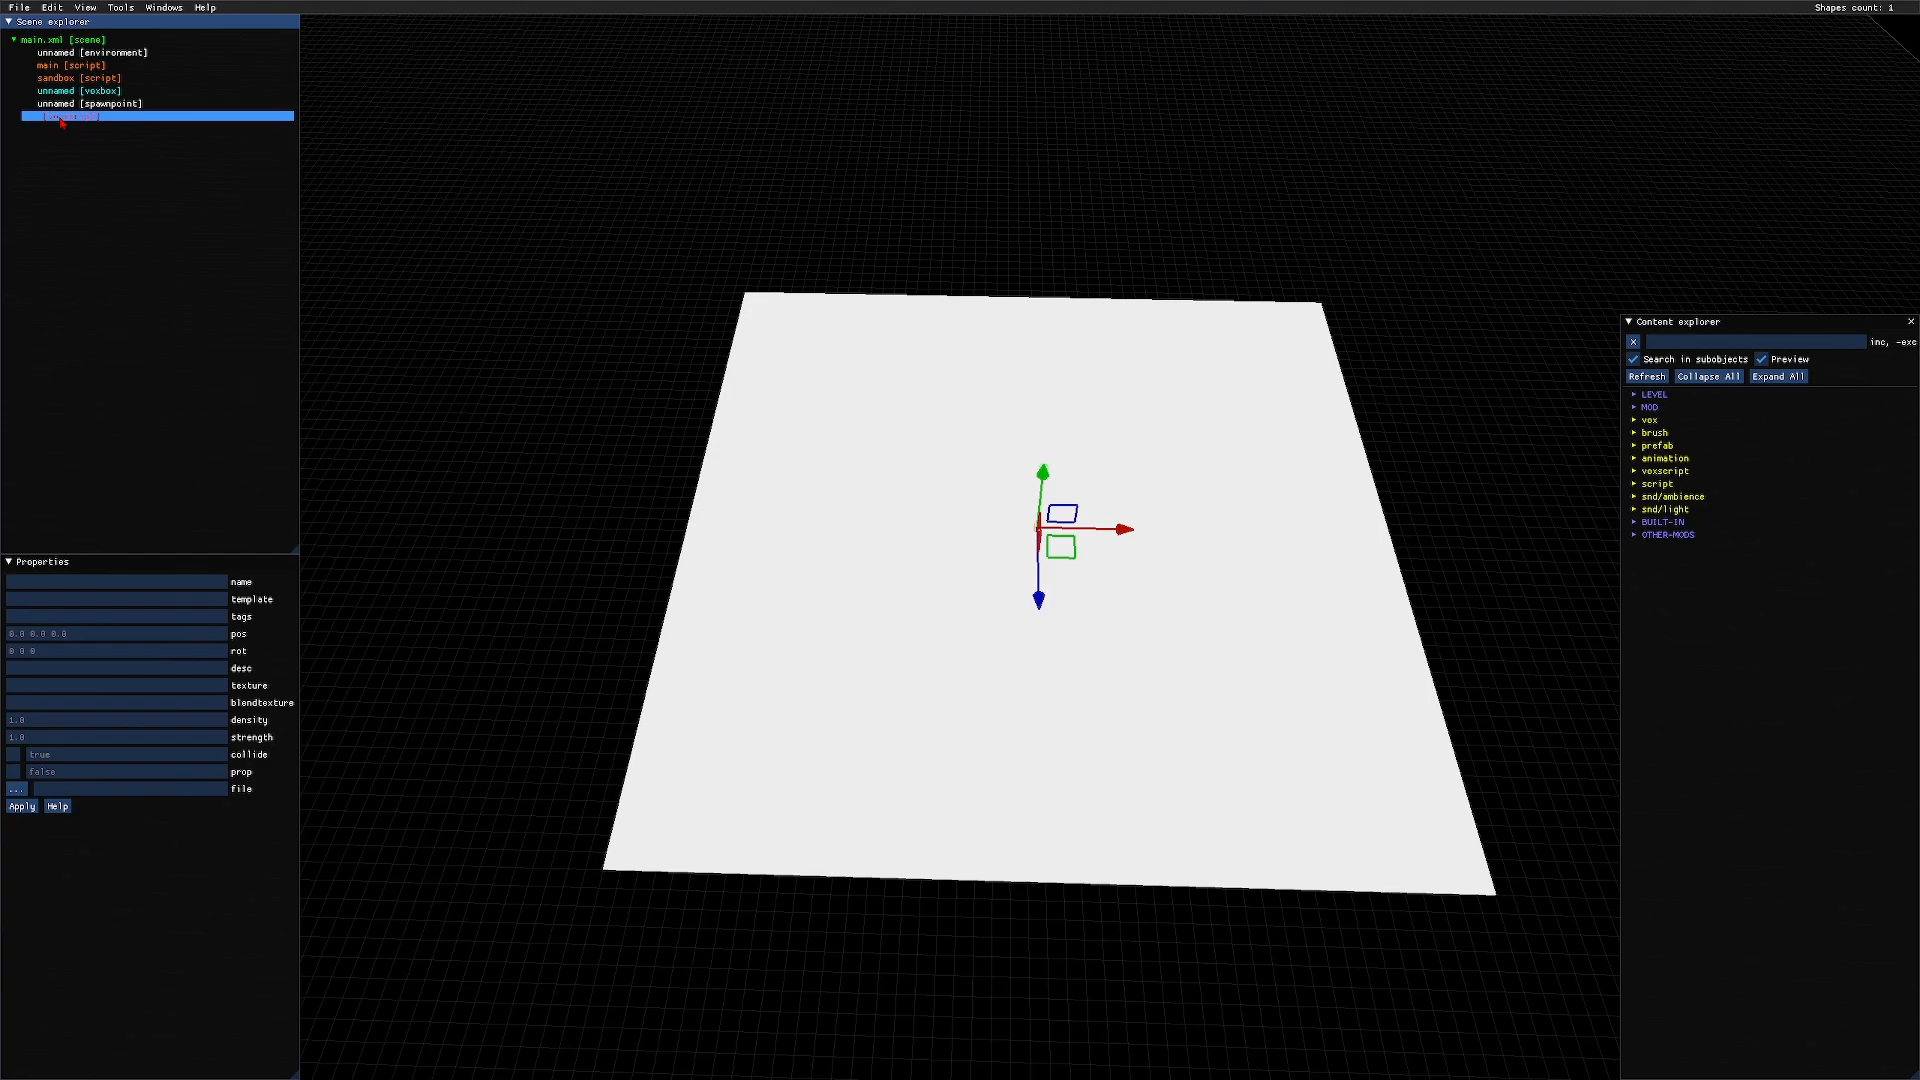 File Edit View Tools Windows Help Shapes count: 1
Scene explorer
main.xml [scene]
unnamed [environment]
main [script]
sandbox [script]
unnamed [voxbox]
unnamed [spawnpoint]
Properties
name
template
tags
0.0 0.0 0.0 pos
0 0 0 rot
desc
texture
blendtexture
1.0 density
1.0 strength
true collide
false prop
... file
Apply Help
Content explorer
inc, -exc
Search in subobjects Preview
Refresh Collapse All Expand All
LEVEL
MOD
vox
brush
prefab
animation
voxscript
script
snd/ambience
snd/light
BUILT-IN
OTHER-MODS